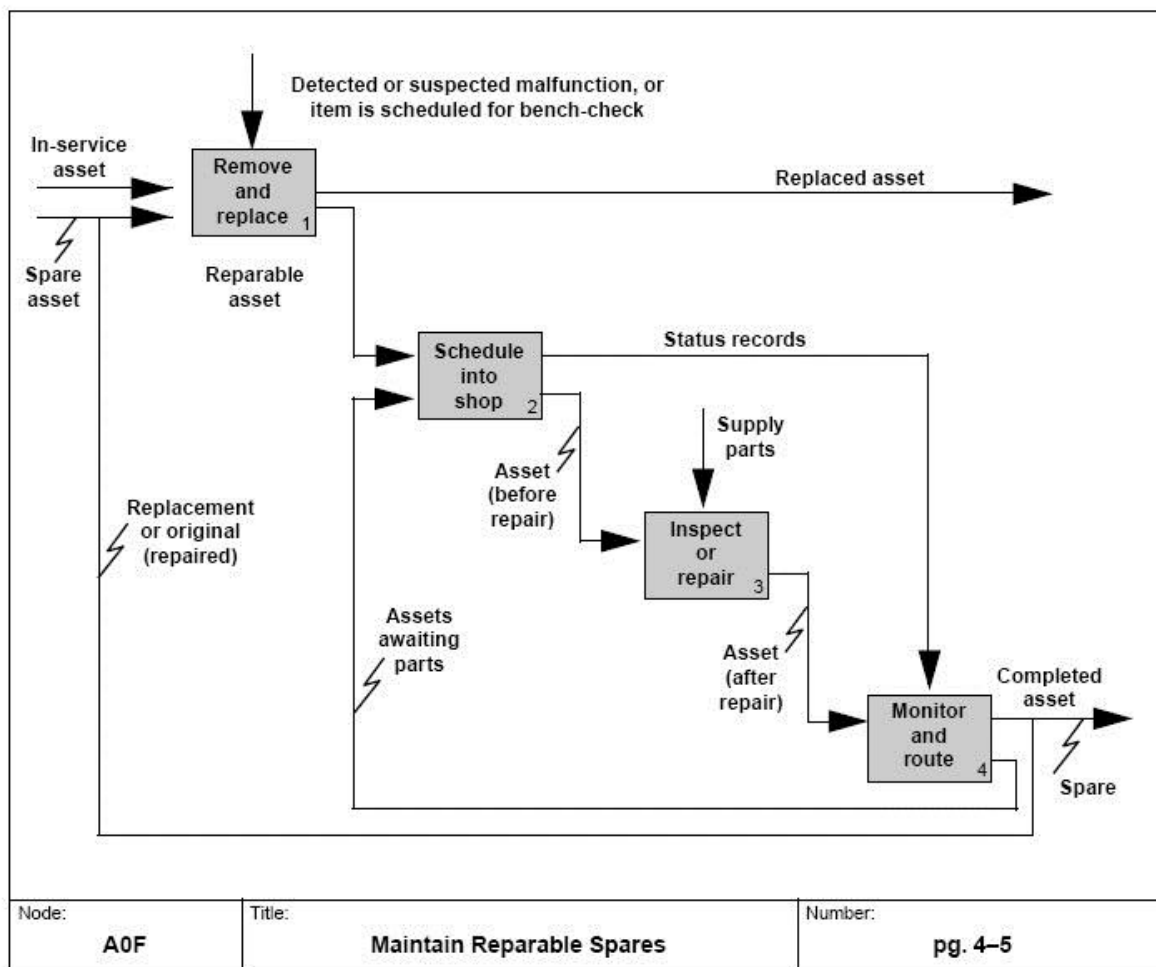 Detected or suspected malfunction, or
item is scheduled for bench-check
In-service
asset
Remove
and
replace
1
Replaced asset
Spare
asset
Reparable
asset
Schedule
into
shop
2
Status records
Supply
parts
Asset
(before
repair)
Replacement
or original
(repaired)
Inspect
or
repair
3
Assets
awaiting
parts
Asset
(after
repair)
Completed
asset
Monitor
and
route
4
Spare
Node:
A0F
Title:
Maintain Reparable Spares
Number:
pg. 4–5